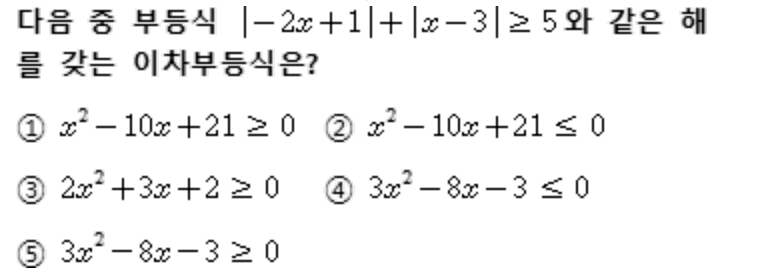 다음 중 부등식 |−2x+1|+|x−3| ≥ 5와 같은 해
를 갖는 이차부등식은?
① x²−10x+21 ≥ 0 ② x²−10x+21 ≤ 0
③ 2x²+3x+2 ≥ 0 ④ 3x²−8x−3 ≤ 0
⑤ 3x²−8x−3 ≥ 0